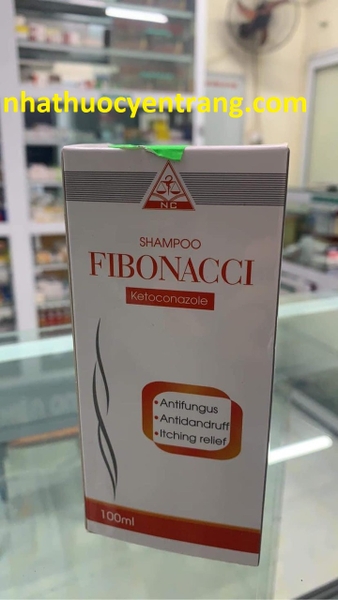 nhathuocyentrang.com
NC
SHAMPOO
FIBONACCI
Ketoconazole
•Antifungus
•Antidandruff
•Itching relief
100ml